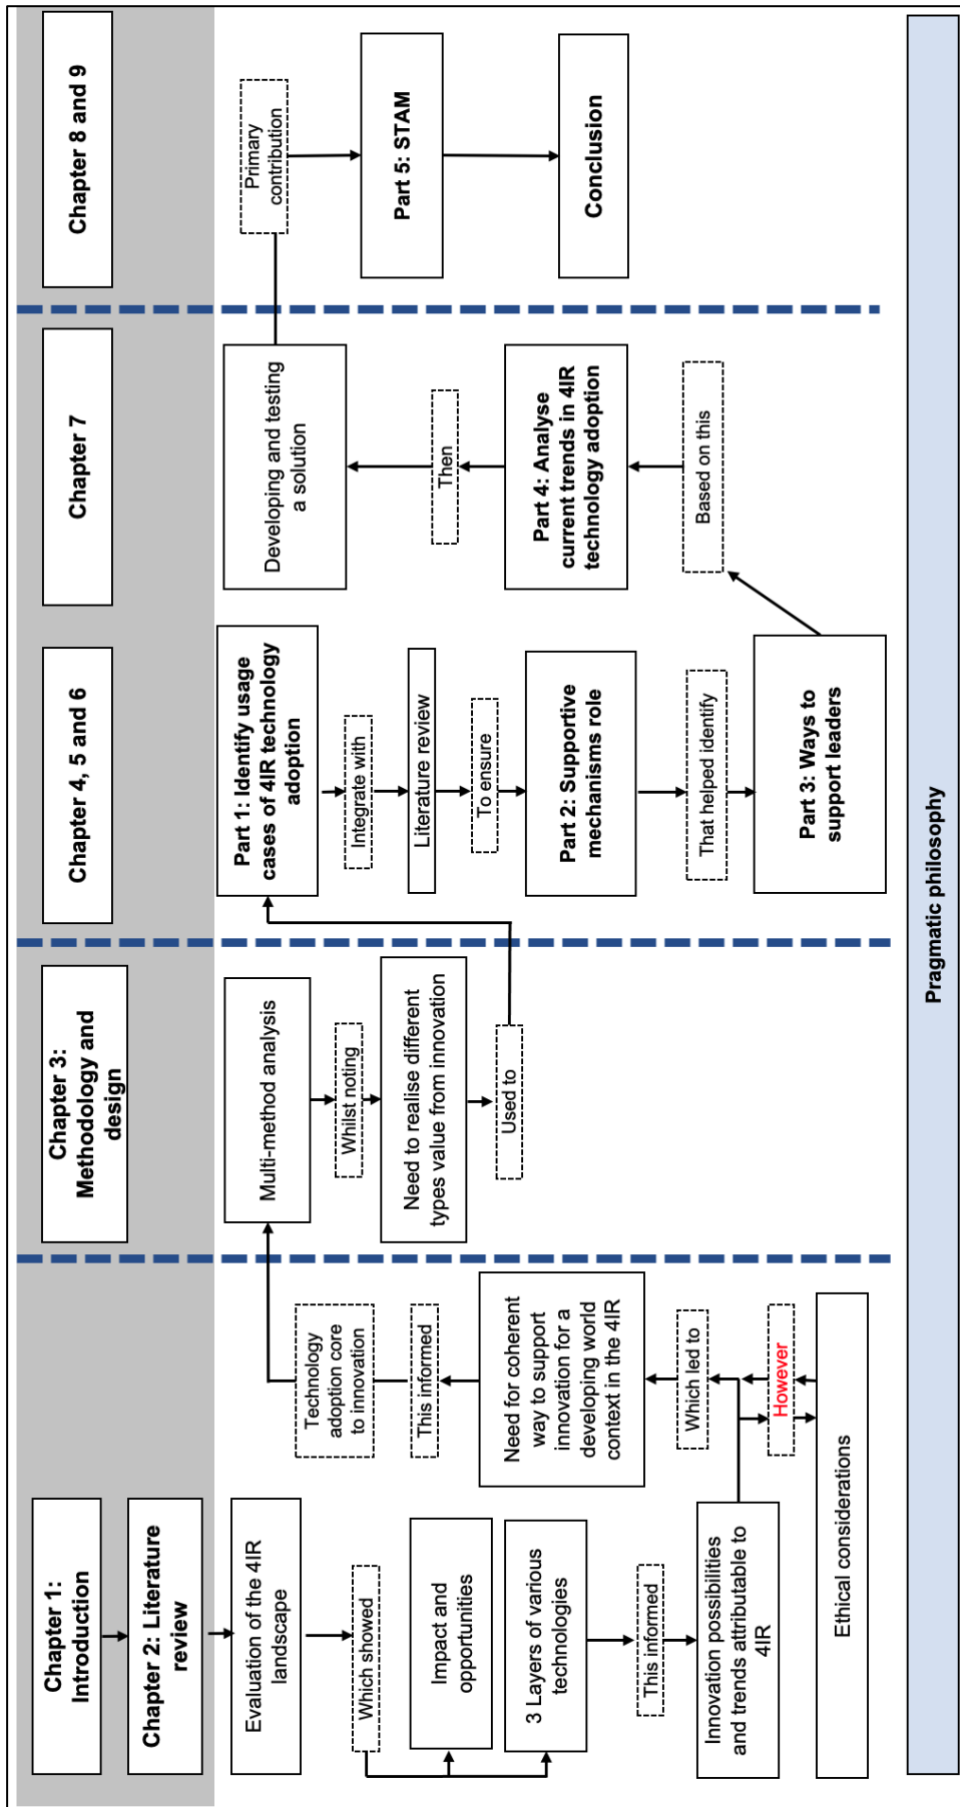 Chapter 1:
Introduction
Chapter 2: Literature
review
Evaluation of the 4IR
landscape
Which showed
Impact and
opportunities
3 Layers of various
technologies
This informed
Innovation possibilities
and trends attributable to
4IR
Ethical considerations
However
Which led to
Need for coherent
way to support
innovation for a
developing world
context in the 4IR
This informed
Technology
adoption core
to innovation
Chapter 3:
Methodology and
design
Multi-method analysis
Whilst noting
Need to realise different
types value from innovation
Used to
Chapter 4, 5 and 6
Part 1: Identify usage
cases of 4IR technology
adoption
Integrate with
Literature review
To ensure
Part 2: Supportive
mechanisms role
That helped identify
Part 3: Ways to
support leaders
Chapter 7
Based on this
Part 4: Analyse
current trends in 4IR
technology adoption
Then
Developing and testing
a solution
Chapter 8 and 9
Primary
contribution
Part 5: STAM
Conclusion
Pragmatic philosophy